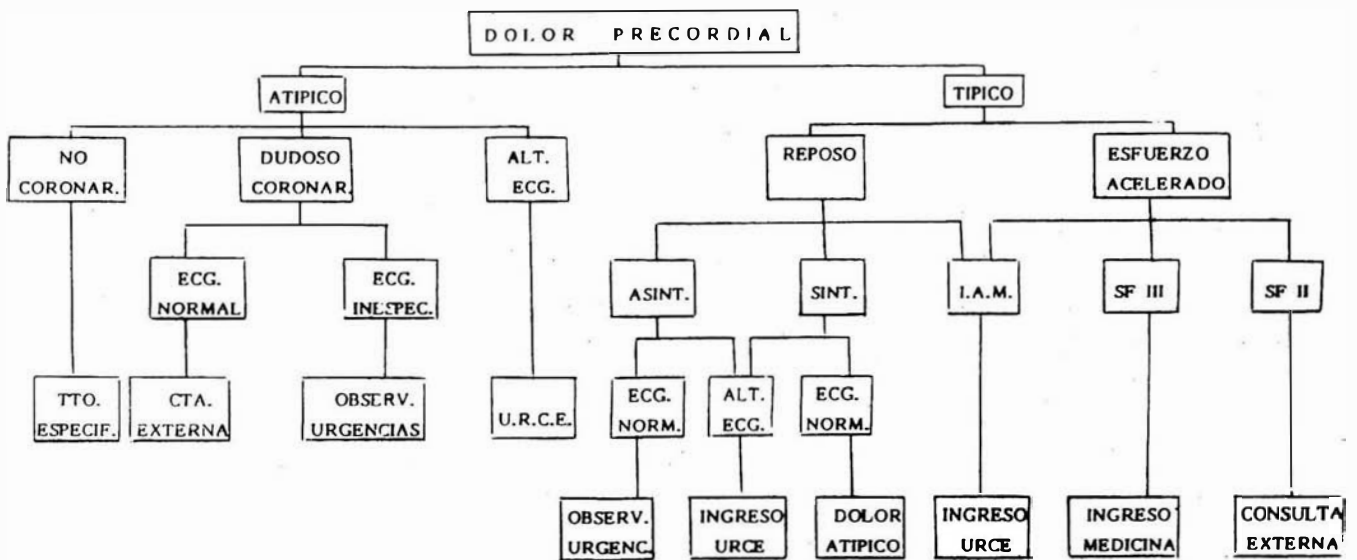 DOLOR PRECORDIAL
ATIPICO
TIPICO
NO
CORONAR.
DUDOSO
CORONAR.
ALT.
ECG.
REPOSO
ESFUERZO
ACELERADO
ECG.
NORMAL
ECG.
INESPEC.
ASINT.
SINT.
I.A.M.
SF III
SF II
TTO.
ESPECIF.
CTA.
EXTERNA
OBSERV.
URGENCIAS
U.R.C.E.
ECG.
NORM.
ALT.
ECG.
ECG.
NORM.
OBSERV.
URGENC.
INGRESO
URCE
DOLOR
ATIPICO
INGRESO
URCE
INGRESO
MEDICINA
CONSULTA
EXTERNA